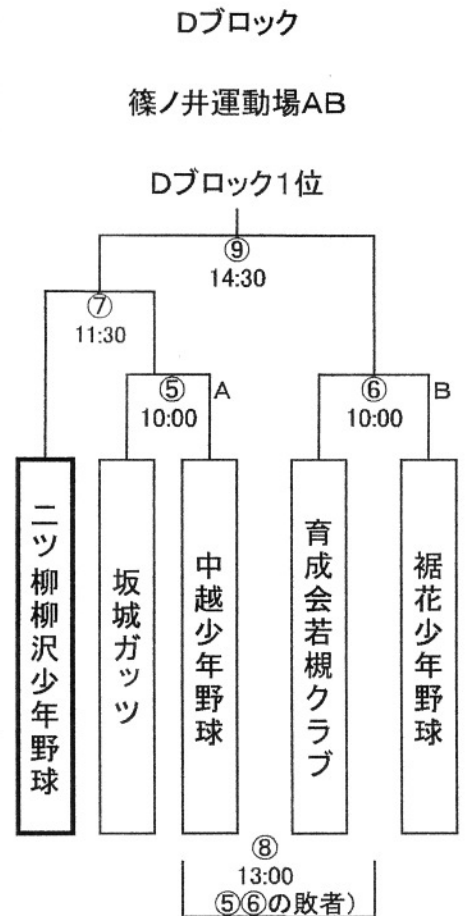 Dブロック
篠ノ井運動場AB
Dブロック1位
⑨
14:30
⑦
11:30
⑤ A
10:00
⑥ B
10:00
二ツ柳柳沢少年野球
坂城ガッツ
中越少年野球
育成会若槻クラブ
裾花少年野球
⑧
13:00
⑤⑥の敗者)